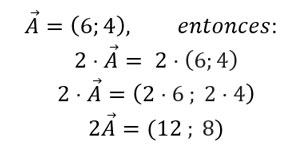 A⃗ = (6; 4), entonces:
2 · A⃗ = 2 · (6; 4)
2 · A⃗ = (2 · 6 ; 2 · 4)
2A⃗ = (12 ; 8)